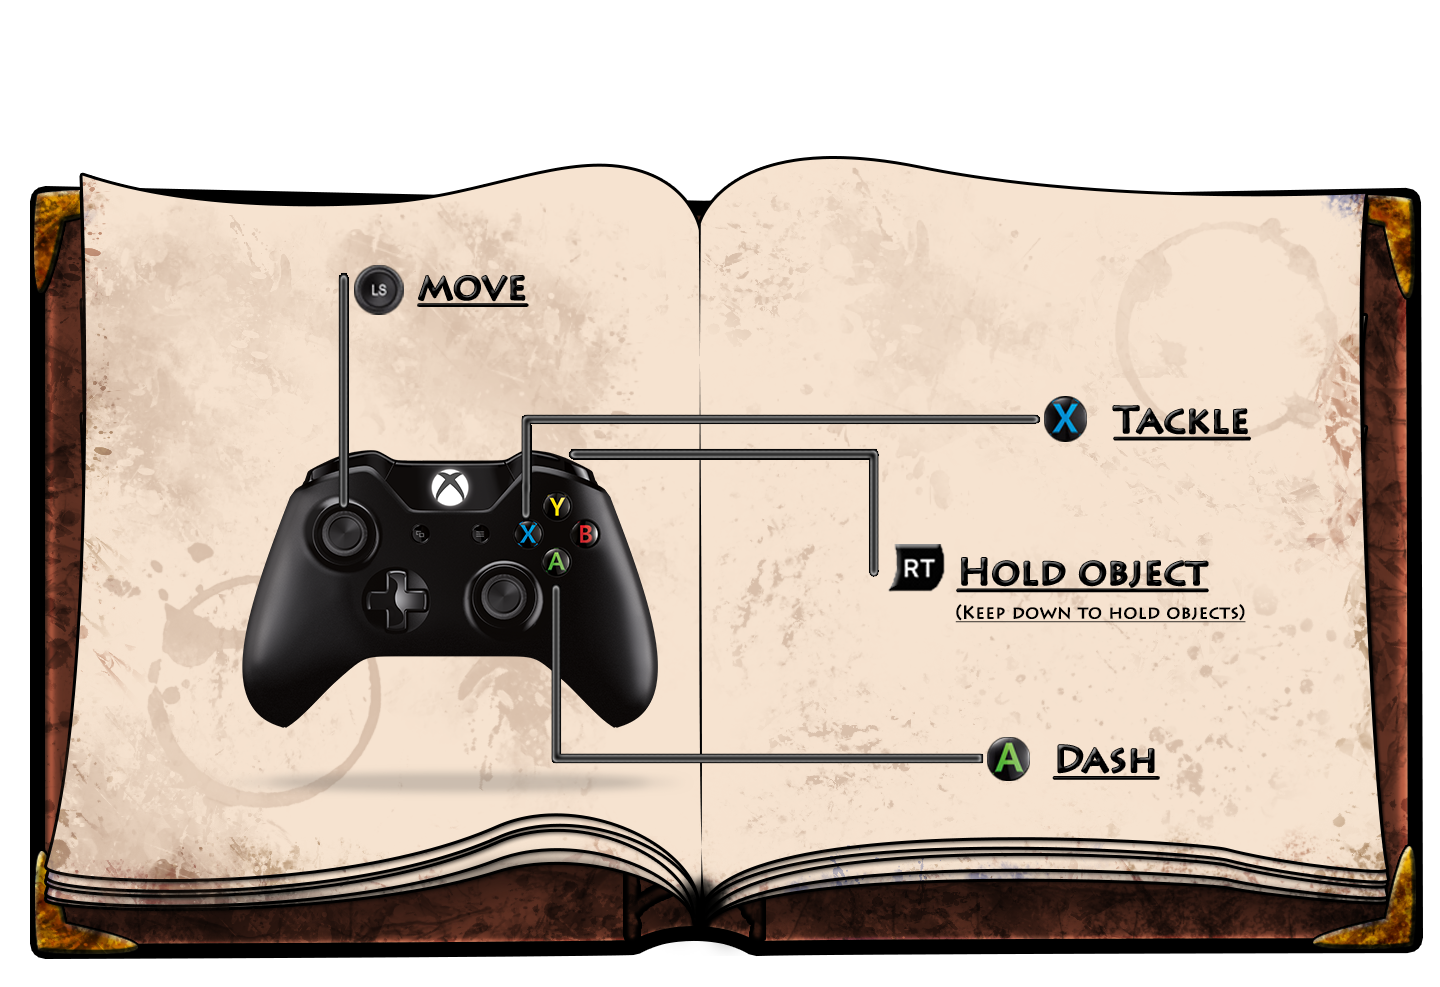 LS MOVE
X TACKLE
Y
X B
A
RT HOLD OBJECT
(KEEP DOWN TO HOLD OBJECTS)
A DASH